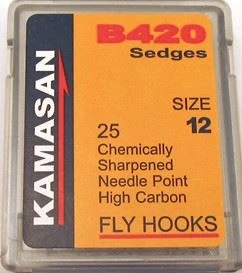 B420
Sedges
KAMASAN
SIZE
12
25
Chemically
Sharpened
Needle Point
High Carbon
FLY HOOKS